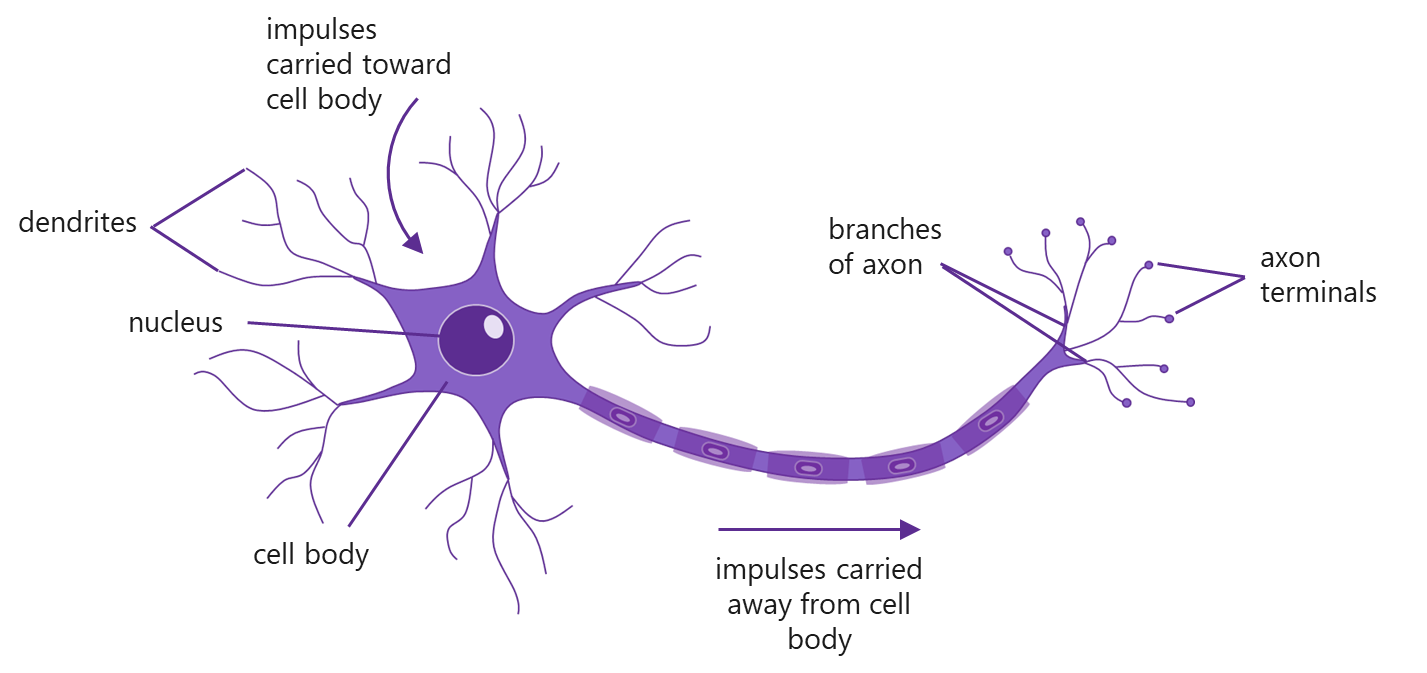 impulses
carried toward
cell body
dendrites
nucleus
cell body
branches
of axon
axon
terminals
impulses carried
away from cell
body